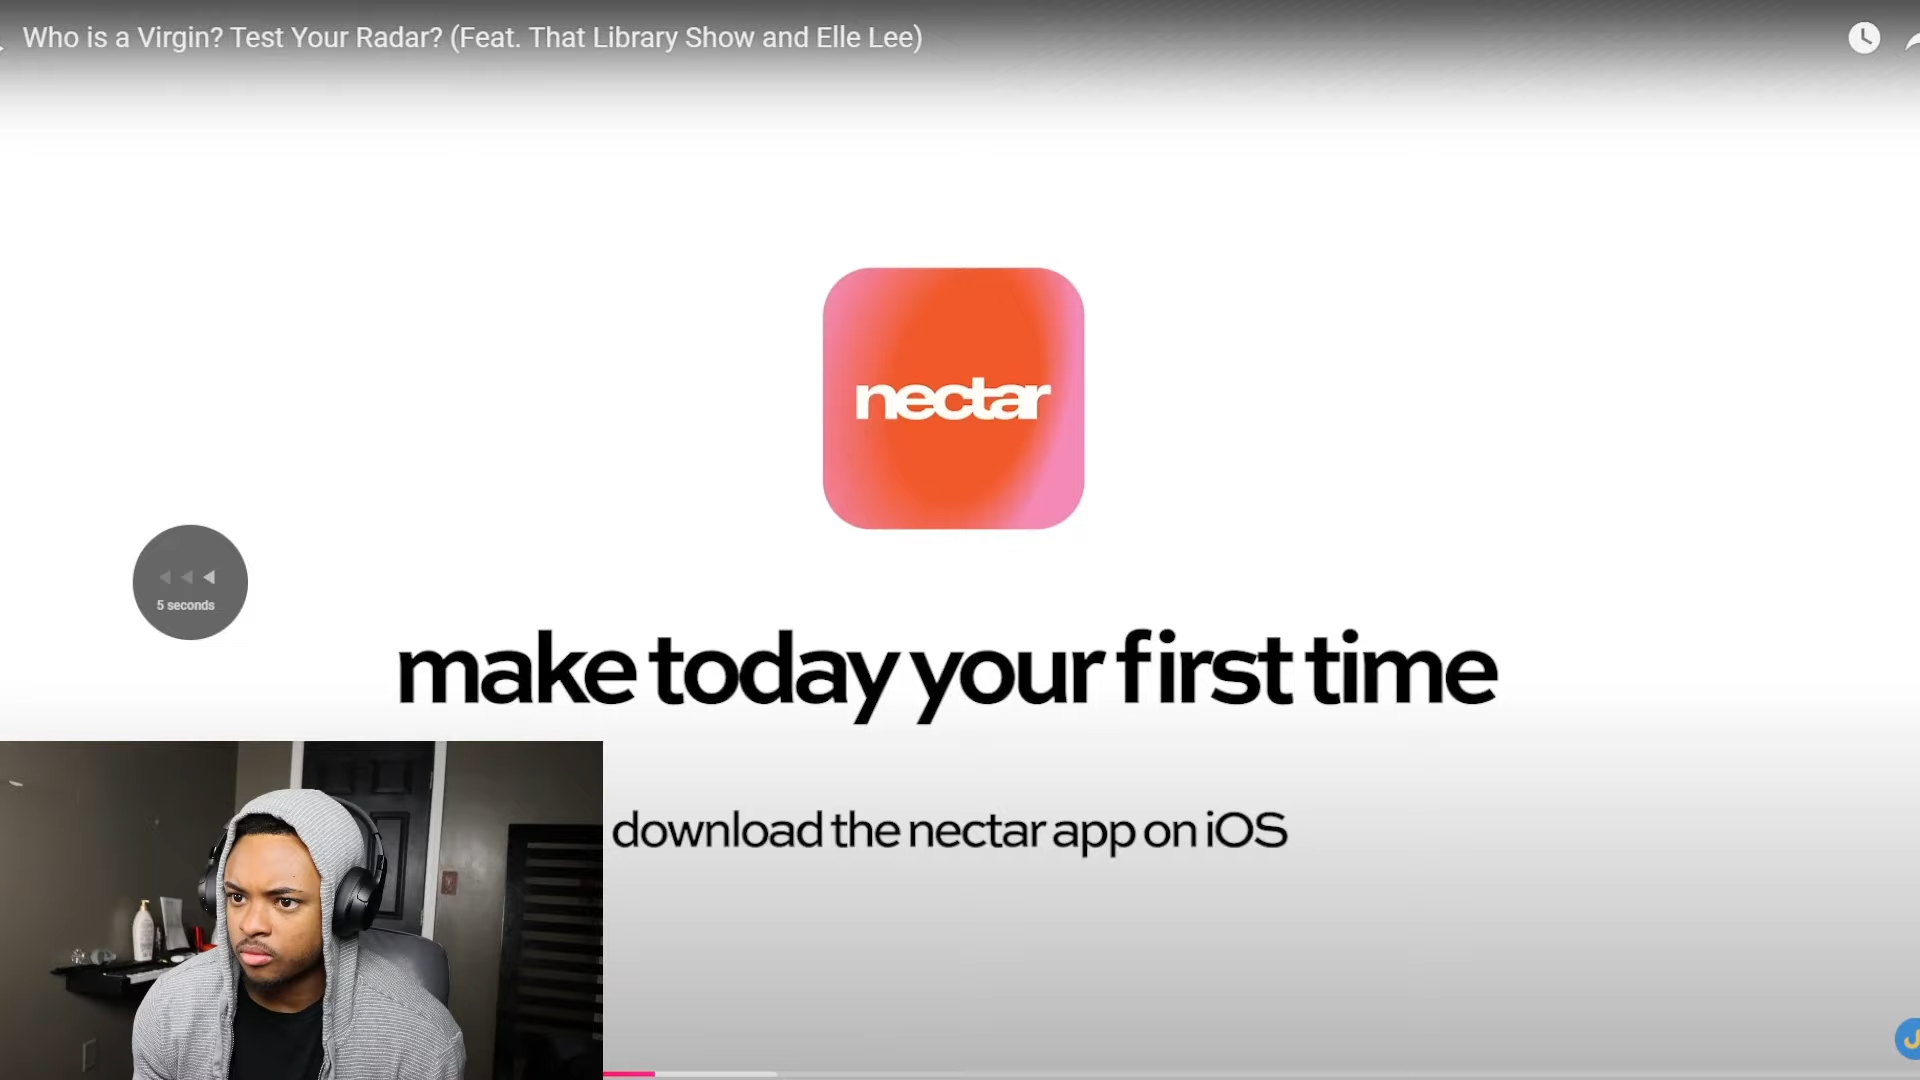 Who is a Virgin? Test Your Radar? (Feat. That Library Show and Elle Lee)
nectar
5 seconds
make today your first time
download the nectar app on iOS